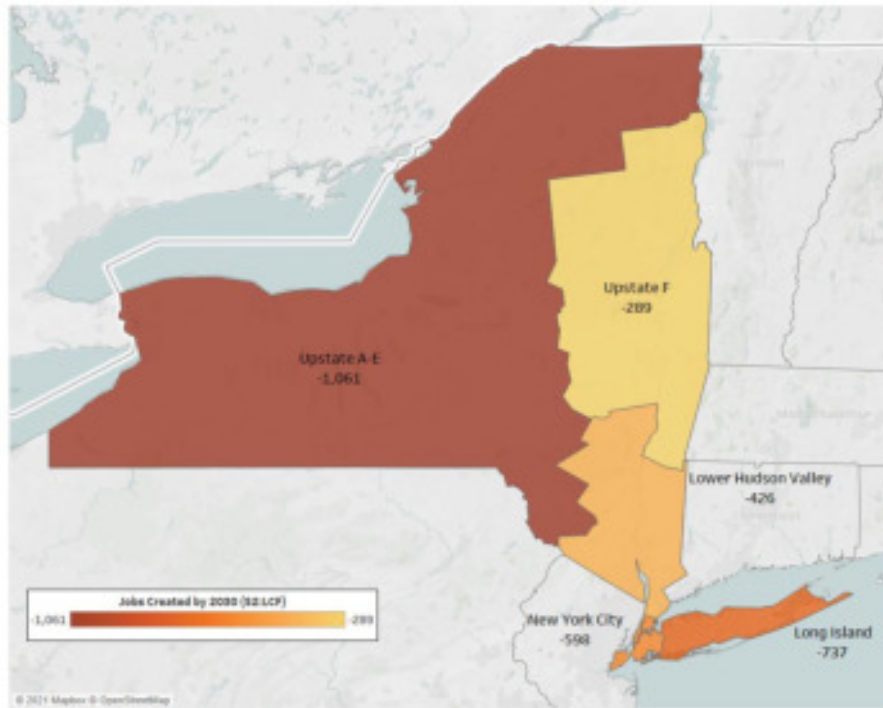 Upstate F
-289
Upstate A-E
-1,061
Lower Hudson Valley
-426
Jobs Created by 2030 (S2:LCF)
-1,061
-289
New York City
-598
Long Island
-737
© 2021 Mapbox © OpenStreetMap